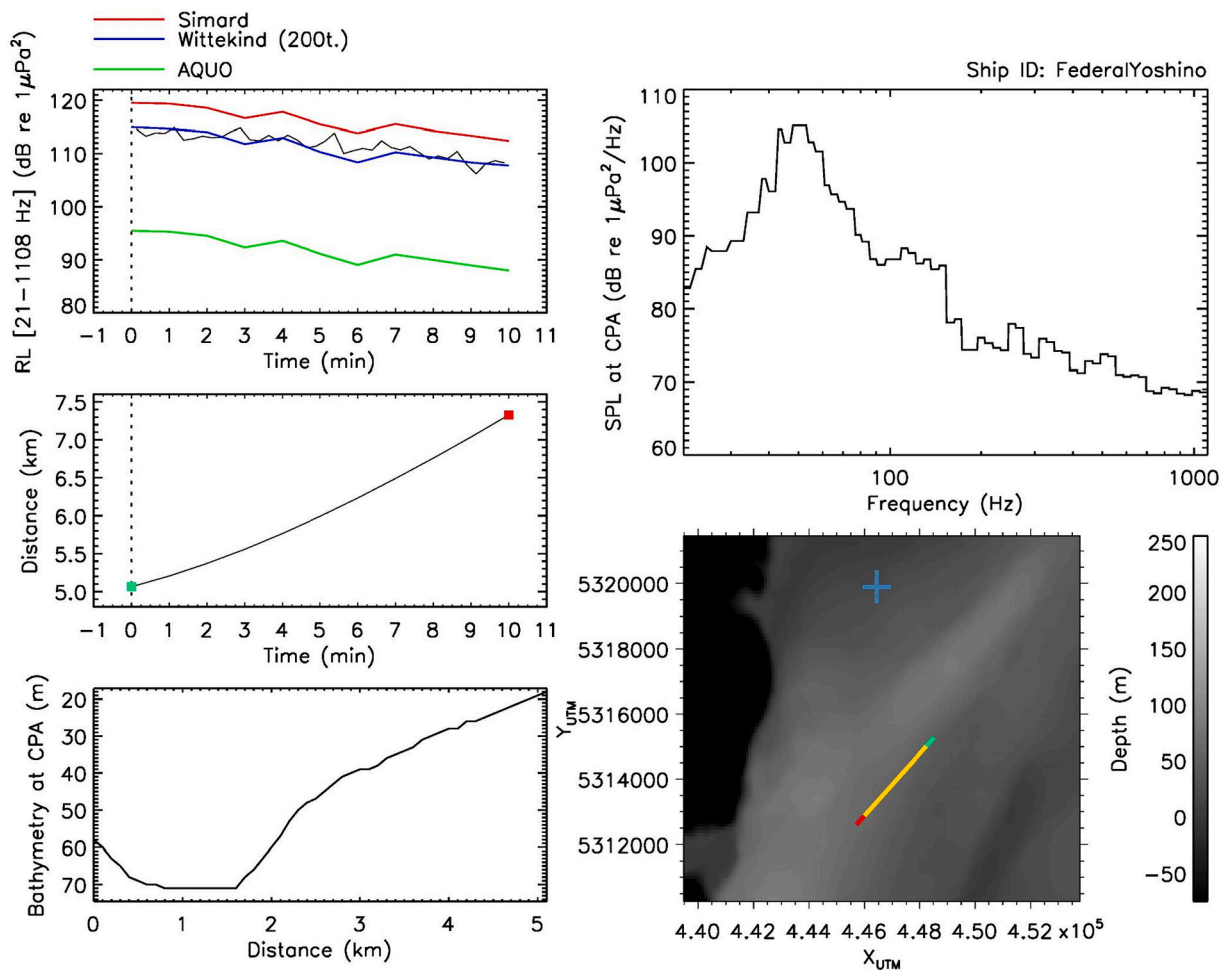 Simard
Wittekind (200t.)
AQUO
RL [21−1108 Hz] (dB re 1μPa²)
120
110
100
90
80
−1 0 1 2 3 4 5 6 7 8 9 10 11
Time (min)
Distance (km)
7.5
7.0
6.5
6.0
5.5
5.0
−1 0 1 2 3 4 5 6 7 8 9 10 11
Time (min)
Bathymetry at CPA (m)
20
30
40
50
60
70
0 1 2 3 4 5
Distance (km)
Ship ID: FederalYoshino
SPL at CPA (dB re 1μPa²/Hz)
110
100
90
80
70
60
100 1000
Frequency (Hz)
Y_UTM
5320000
5318000
5316000
5314000
5312000
4.40 4.42 4.44 4.46 4.48 4.50 4.52 x10⁵
X_UTM
Depth (m)
250
200
150
100
50
0
−50